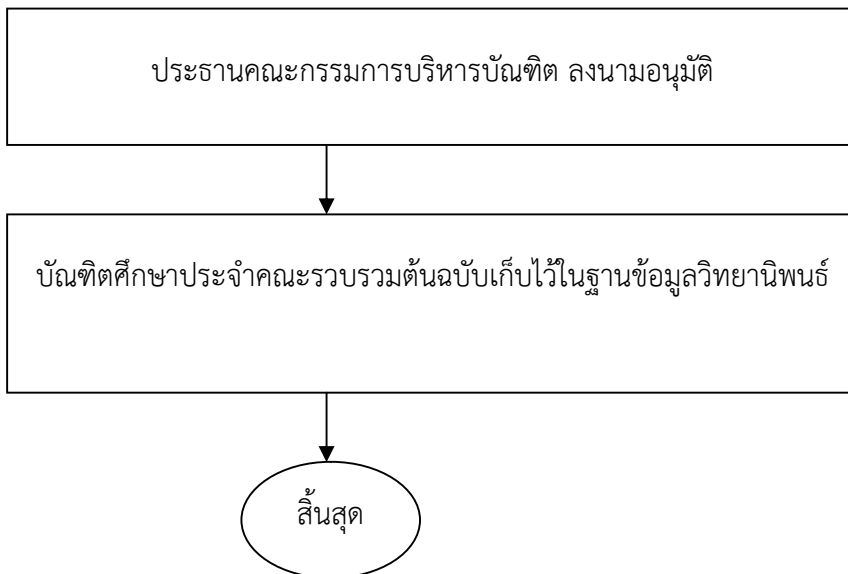 ประธานคณะกรรมการบริหารบัณฑิต ลงนามอนุมัติ
บัณฑิตศึกษาประจำคณะรวบรวมต้นฉบับเก็บไว้ในฐานข้อมูลวิทยานิพนธ์
สิ้นสุด